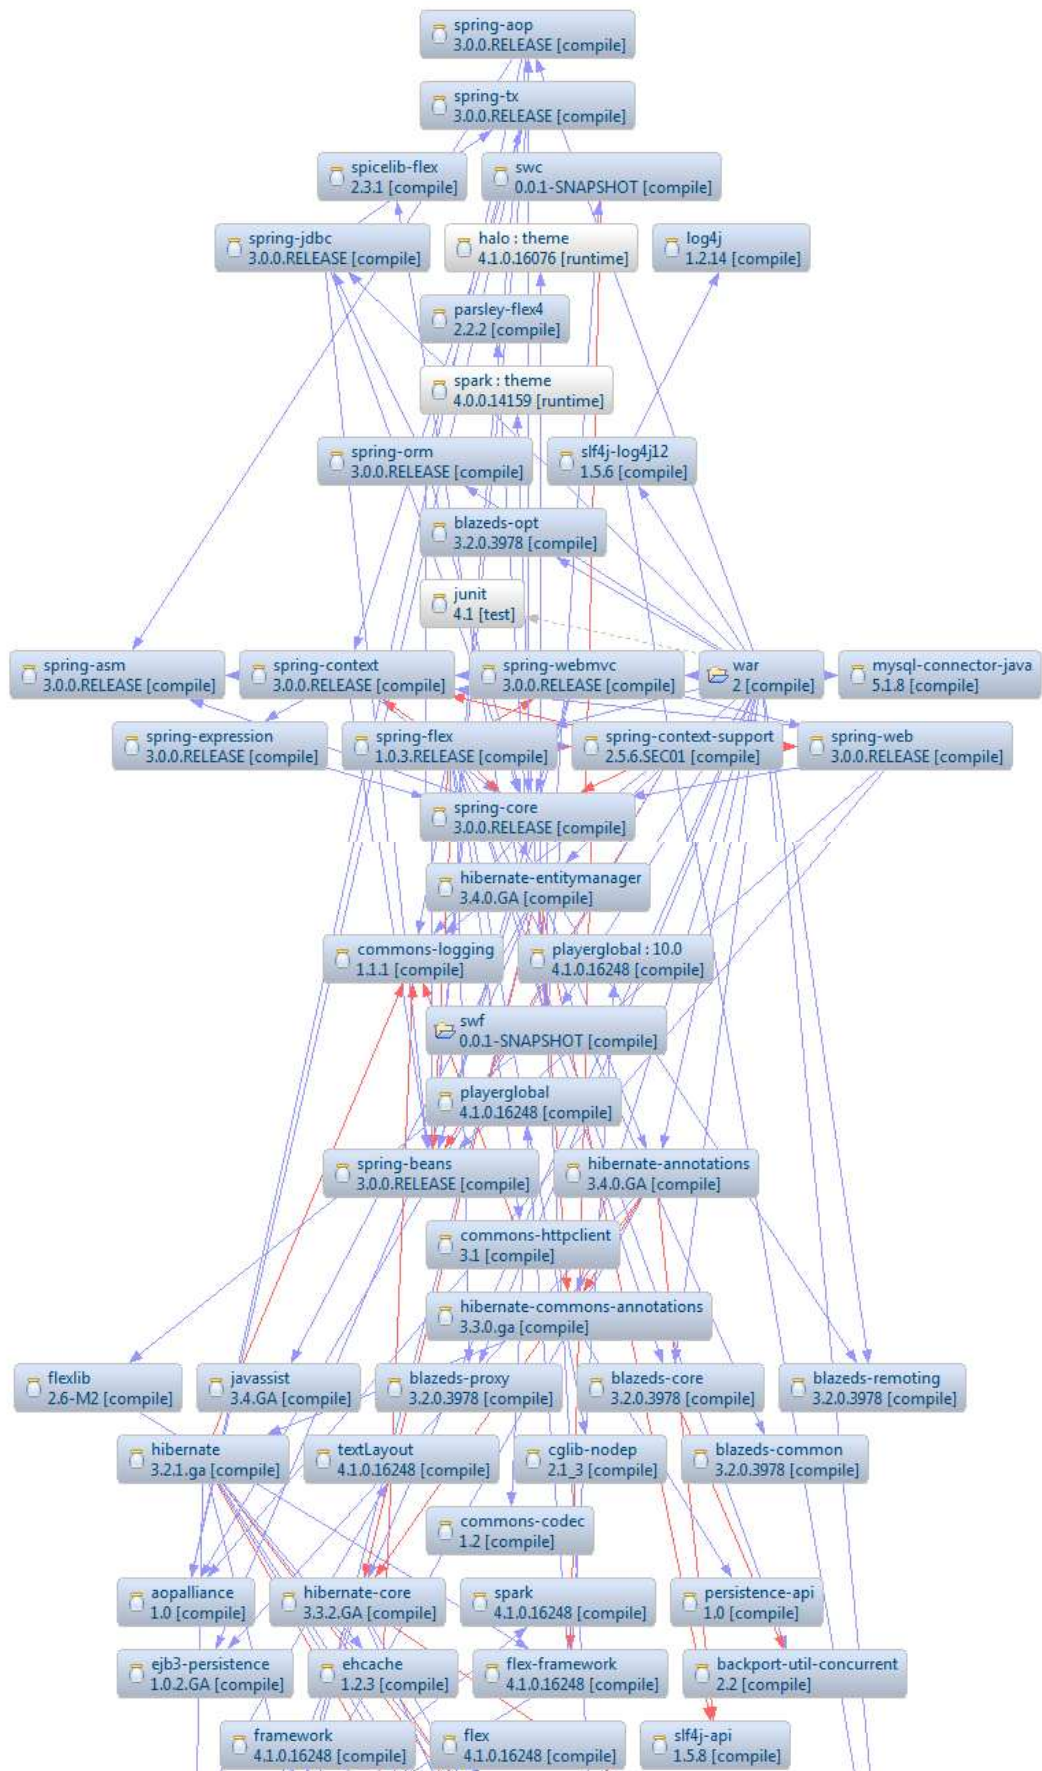 spring-aop
3.0.0.RELEASE [compile]
spring-tx
3.0.0.RELEASE [compile]
spicelib-flex
2.3.1 [compile]
swc
0.0.1-SNAPSHOT [compile]
spring-jdbc
3.0.0.RELEASE [compile]
halo : theme
4.1.0.16076 [runtime]
log4j
1.2.14 [compile]
parsley-flex4
2.2.2 [compile]
spark : theme
4.0.0.14159 [runtime]
spring-orm
3.0.0.RELEASE [compile]
slf4j-log4j12
1.5.6 [compile]
blazeds-opt
3.2.0.3978 [compile]
junit
4.1 [test]
spring-asm
3.0.0.RELEASE [compile]
spring-context
3.0.0.RELEASE [compile]
spring-webmvc
3.0.0.RELEASE [compile]
war
2 [compile]
mysql-connector-java
5.1.8 [compile]
spring-expression
3.0.0.RELEASE [compile]
spring-flex
1.0.3.RELEASE [compile]
spring-context-support
2.5.6.SEC01 [compile]
spring-web
3.0.0.RELEASE [compile]
spring-core
3.0.0.RELEASE [compile]
hibernate-entitymanager
3.4.0.GA [compile]
commons-logging
1.1.1 [compile]
playerglobal : 10.0
4.1.0.16248 [compile]
swf
0.0.1-SNAPSHOT [compile]
playerglobal
4.1.0.16248 [compile]
spring-beans
3.0.0.RELEASE [compile]
hibernate-annotations
3.4.0.GA [compile]
commons-httpclient
3.1 [compile]
hibernate-commons-annotations
3.3.0.ga [compile]
flexlib
2.6-M2 [compile]
javassist
3.4.GA [compile]
blazeds-proxy
3.2.0.3978 [compile]
blazeds-core
3.2.0.3978 [compile]
blazeds-remoting
3.2.0.3978 [compile]
hibernate
3.2.1.ga [compile]
textLayout
4.1.0.16248 [compile]
cglib-nodep
2.1_3 [compile]
blazeds-common
3.2.0.3978 [compile]
commons-codec
1.2 [compile]
aopalliance
1.0 [compile]
hibernate-core
3.3.2.GA [compile]
spark
4.1.0.16248 [compile]
persistence-api
1.0 [compile]
ejb3-persistence
1.0.2.GA [compile]
ehcache
1.2.3 [compile]
flex-framework
4.1.0.16248 [compile]
backport-util-concurrent
2.2 [compile]
framework
4.1.0.16248 [compile]
flex
4.1.0.16248 [compile]
slf4j-api
1.5.8 [compile]